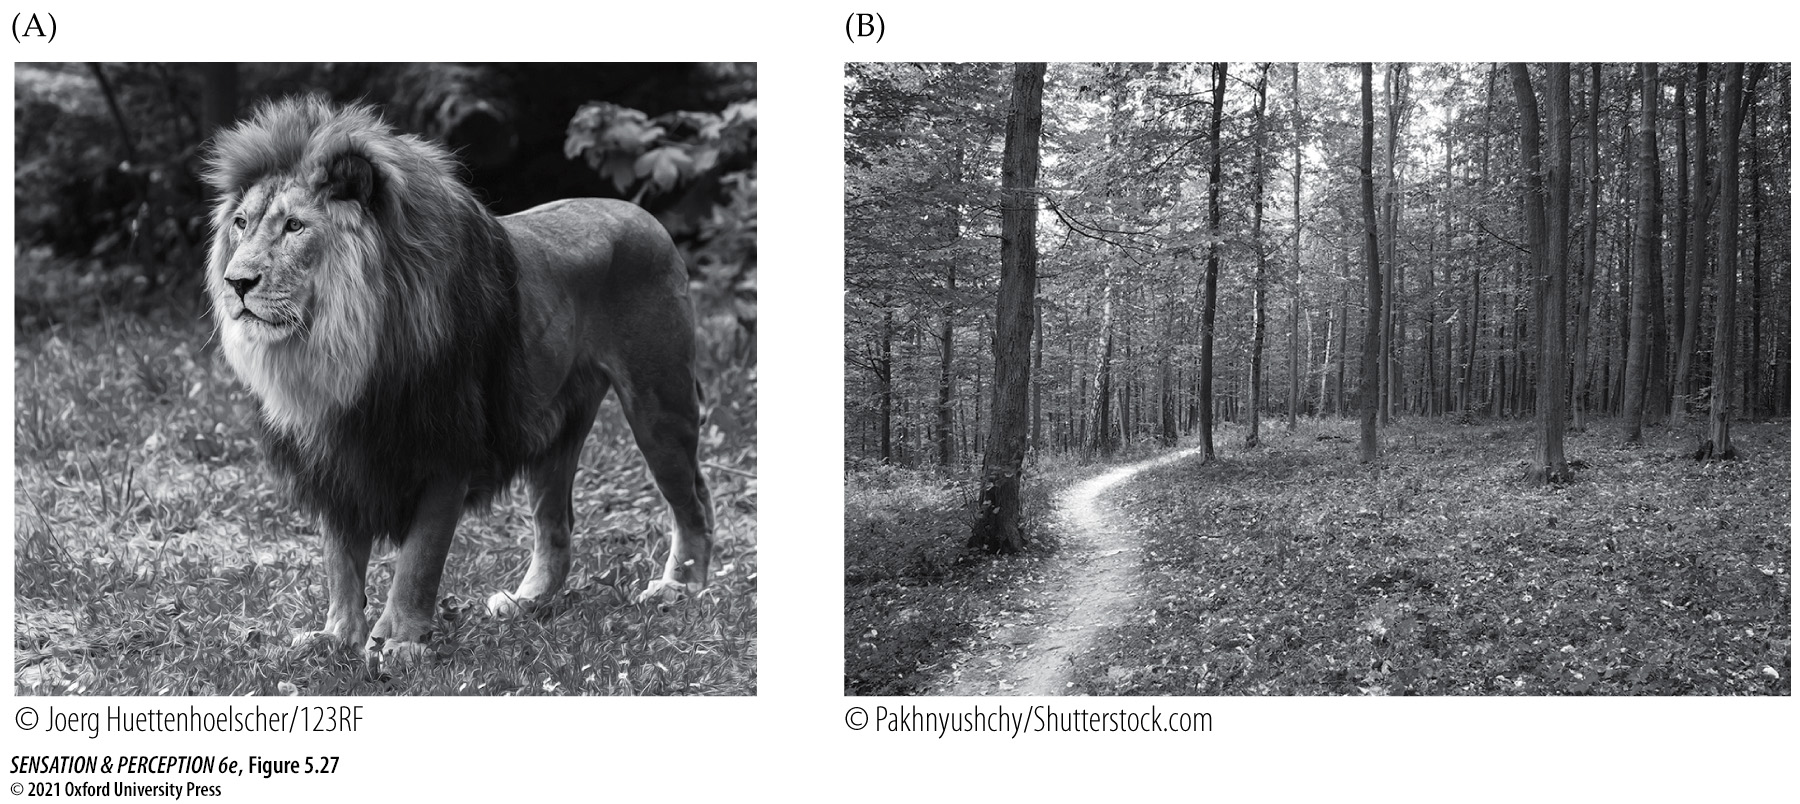 (A)
(B)
© Joerg Huettenhoelscher/123RF
© Pakhnyushchy/Shutterstock.com
SENSATION & PERCEPTION 6e, Figure 5.27
© 2021 Oxford University Press